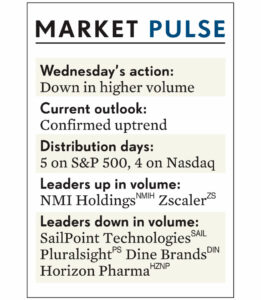 MARKET PULSE
Wednesday's action:
Down in higher volume
Current outlook:
Confirmed uptrend
Distribution days:
5 on S&P 500, 4 on Nasdaq
Leaders up in volume:
NMI Holdings NMIH Zscaler ZS
Leaders down in volume:
SailPoint Technologies SAIL
Pluralsight PS Dine Brands DIN
Horizon Pharma HZNP